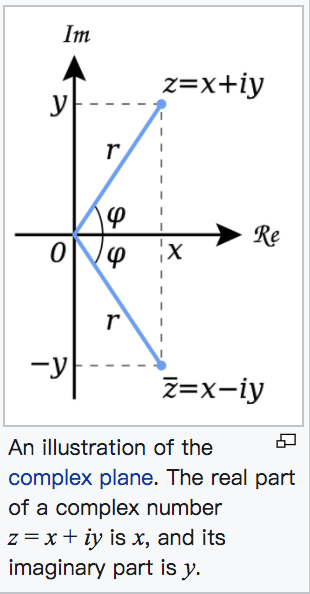 Im
y
z=x+iy
r
φ
Re
0
φ
x
r
−y
z̅=x−iy
An illustration of the
complex plane. The real part
of a complex number
z = x + iy is x, and its
imaginary part is y.